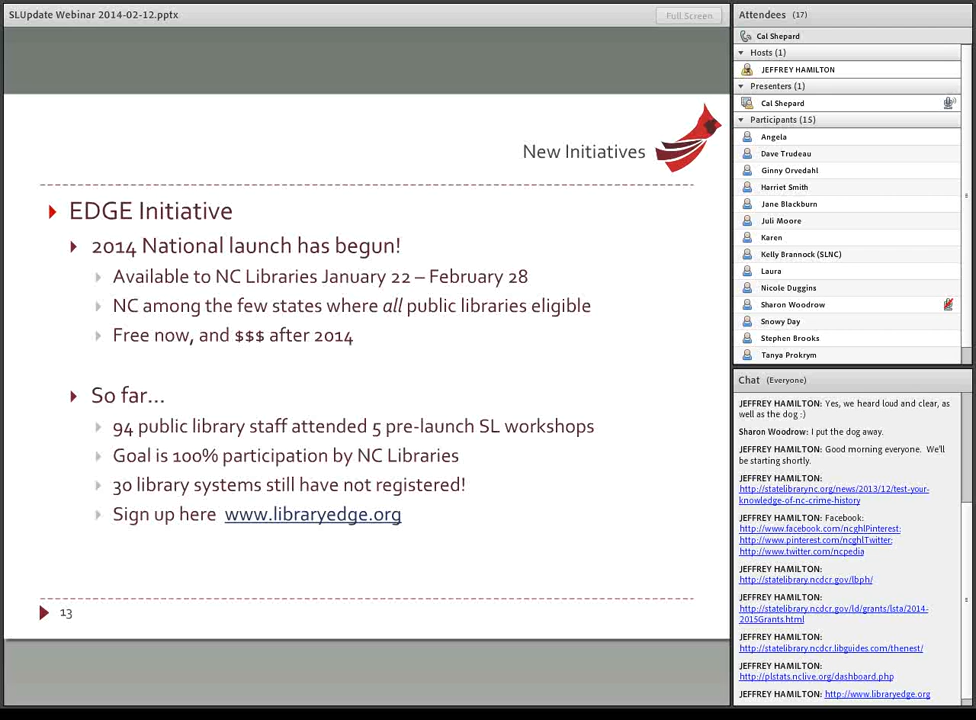 SLUpdate Webinar 2014-02-12.pptx
Full Screen
New Initiatives
EDGE Initiative
2014 National launch has begun!
Available to NC Libraries January 22 – February 28
NC among the few states where all public libraries eligible
Free now, and $$$ after 2014
So far...
94 public library staff attended 5 pre-launch SL workshops
Goal is 100% participation by NC Libraries
30 library systems still have not registered!
Sign up here www.libraryedge.org
13
Attendees (17)
Cal Shepard
Hosts (1)
JEFFREY HAMILTON
Presenters (1)
Cal Shepard
Participants (15)
Angela
Dave Trudeau
Ginny Orvedahl
Harriet Smith
Jane Blackburn
Juli Moore
Karen
Kelly Brannock (SLNC)
Laura
Nicole Duggins
Sharon Woodrow
Snowy Day
Stephen Brooks
Tanya Prokrym
Chat (Everyone)
JEFFREY HAMILTON: Yes, we heard loud and clear, as
well as the dog :)
Sharon Woodrow: I put the dog away.
JEFFREY HAMILTON: Good morning everyone. We'll
be starting shortly.
JEFFREY HAMILTON:
http://statelibrarync.org/news/2013/12/test-your-
knowledge-of-nc-crime-history
JEFFREY HAMILTON: Facebook:
http://www.facebook.com/ncghlPinterest:
http://www.pinterest.com/ncghlTwitter:
http://www.twitter.com/ncpedia
JEFFREY HAMILTON:
http://statelibrary.ncdcr.gov/lbph/
JEFFREY HAMILTON:
http://statelibrary.ncdcr.gov/ld/grants/lsta/2014-
2015Grants.html
JEFFREY HAMILTON:
http://statelibrary.ncdcr.libguides.com/thenest/
JEFFREY HAMILTON:
http://plstats.nclive.org/dashboard.php
JEFFREY HAMILTON: http://www.libraryedge.org